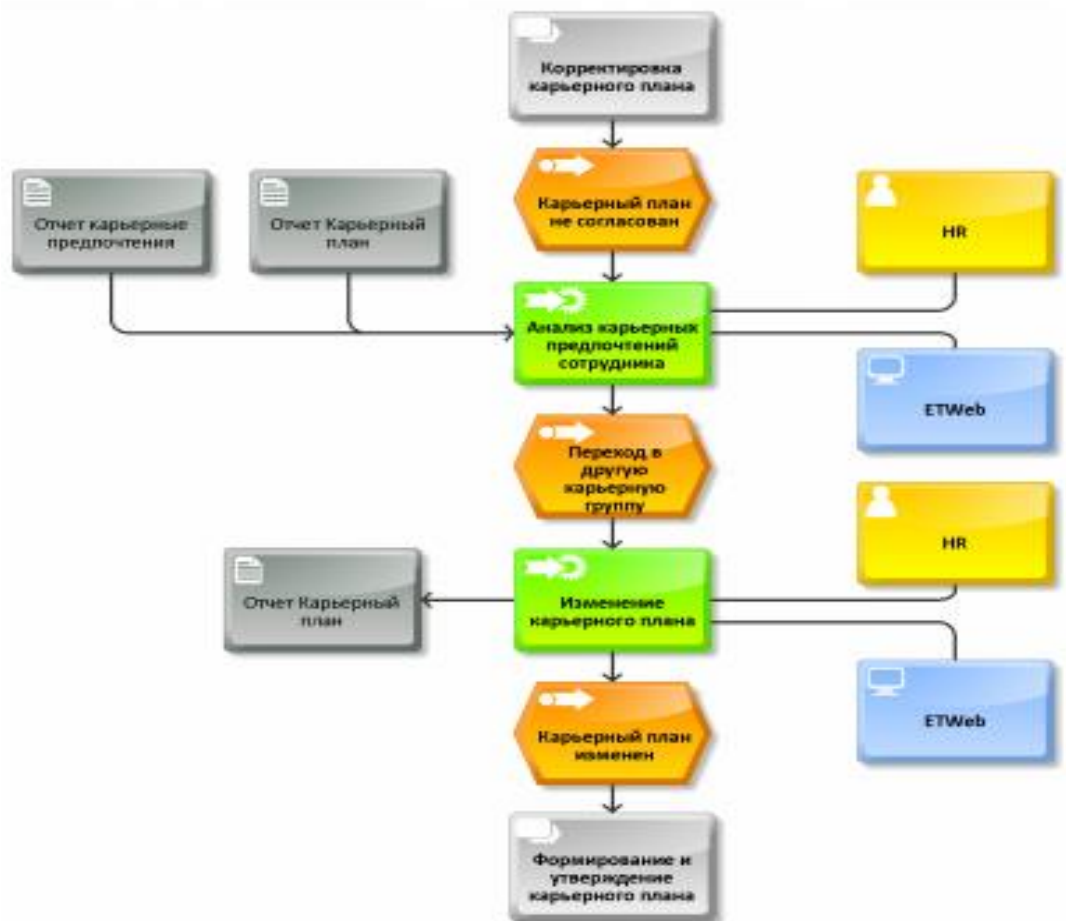 Корректировка
карьерного плана
Карьерный план
не согласован
Отчет карьерные
предпочтения
Отчет Карьерный
план
HR
Анализ карьерных
предпочтений
сотрудника
ETWeb
Переход в
другую
карьерную
группу
HR
Отчет Карьерный
план
Изменение
карьерного плана
ETWeb
Карьерный план
изменен
Формирование и
утверждение
карьерного плана